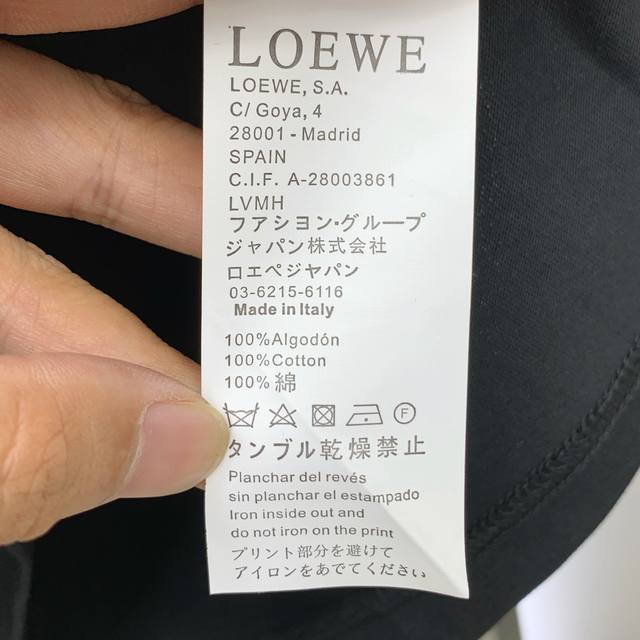 LOEWE
LOEWE, S.A.
C/ Goya, 4
28001 - Madrid
SPAIN
C.I.F. A-28003861
LVMH
フアシヨン·グループ
ジャパン株式会社
ロエペジャパン
03-6215-6116
Made in Italy
100%Algodón
100%Cotton
100%綿
F
タンブル乾燥禁止
Planchar del revés
sin planchar el estampado
Iron inside out and
do not iron on the print
プリント部分を避けて
アイロンをあでてください